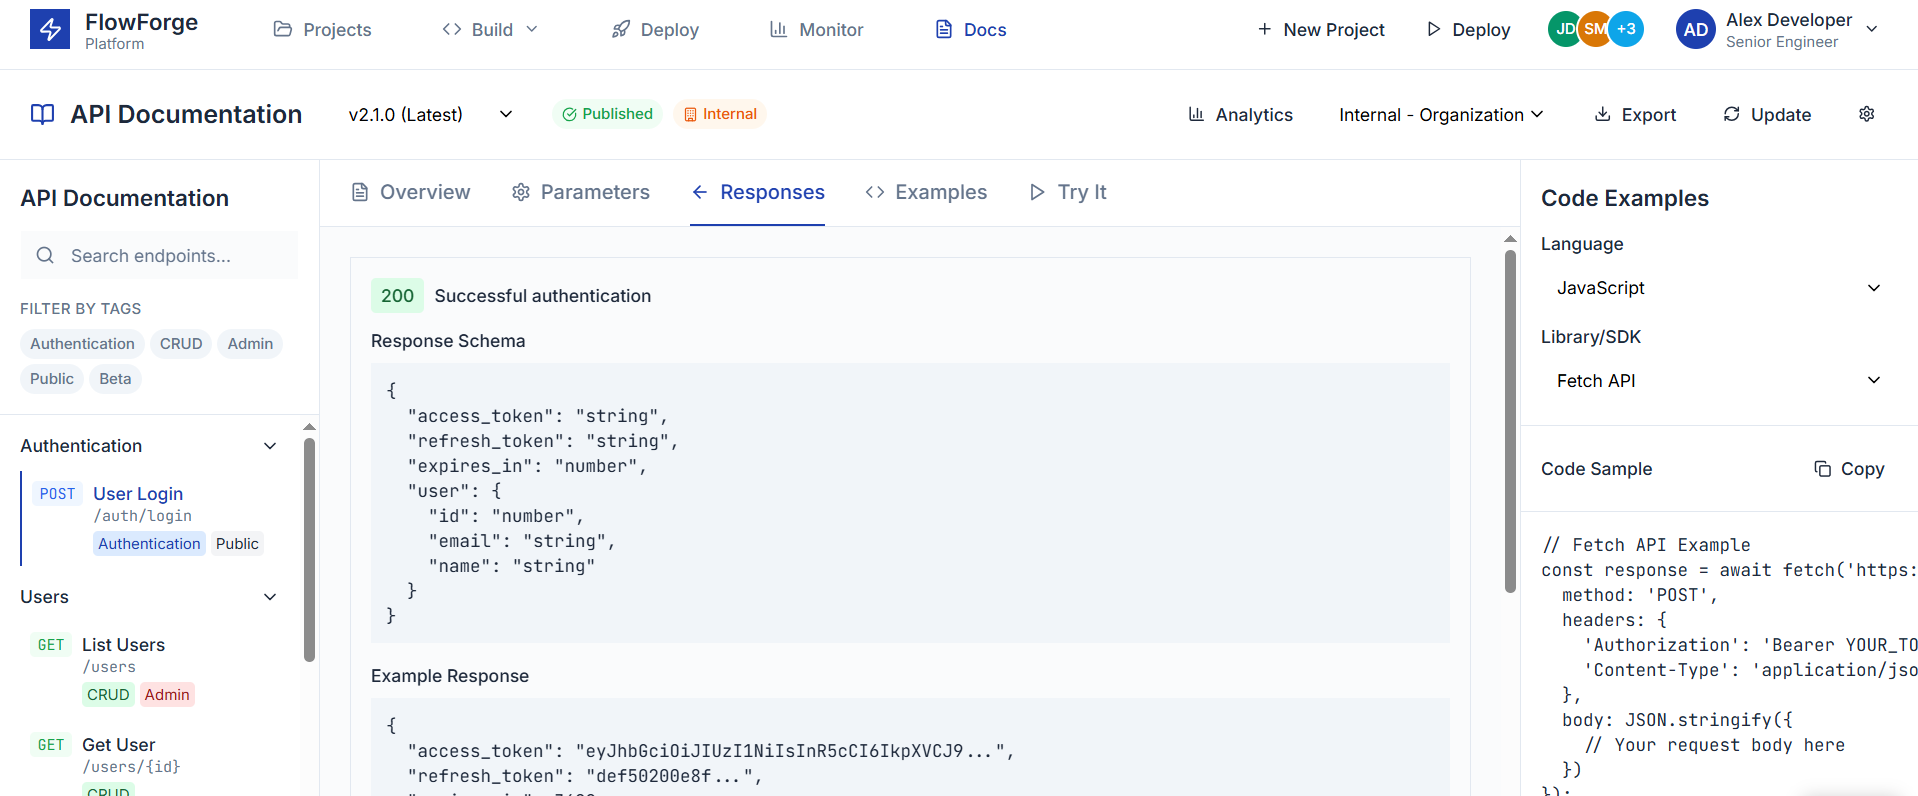 FlowForge
Platform
Projects
Build
Deploy
Monitor
Docs
New Project
Deploy
JD
SM
+3
AD
Alex Developer
Senior Engineer
API Documentation
v2.1.0 (Latest)
Published
Internal
Analytics
Internal - Organization
Export
Update
API Documentation
Search endpoints...
FILTER BY TAGS
Authentication
CRUD
Admin
Public
Beta
Authentication
POST
User Login
/auth/login
Authentication
Public
Users
GET
List Users
/users
CRUD
Admin
GET
Get User
/users/{id}
CRUD
Overview
Parameters
Responses
Examples
Try It
200
Successful authentication
Response Schema
{
  "access_token": "string",
  "refresh_token": "string",
  "expires_in": "number",
  "user": {
    "id": "number",
    "email": "string",
    "name": "string"
  }
}
Example Response
{
  "access_token": "eyJhbGciOiJIUzI1NiIsInR5cCI6IkpXVCJ9...",
  "refresh_token": "def50200e8f...",
Code Examples
Language
JavaScript
Library/SDK
Fetch API
Code Sample
Copy
// Fetch API Example
const response = await fetch('https:
  method: 'POST',
  headers: {
    'Authorization': 'Bearer YOUR_TO
    'Content-Type': 'application/jso
  },
  body: JSON.stringify({
    // Your request body here
  })
});